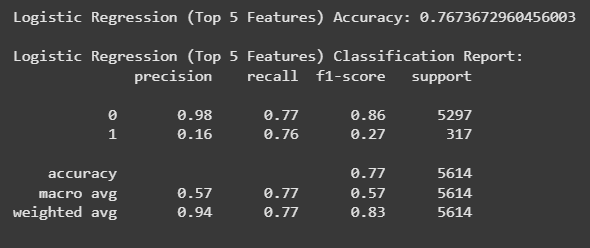 Logistic Regression (Top 5 Features) Accuracy: 0.7673672960456003
Logistic Regression (Top 5 Features) Classification Report:
precision recall f1-score support
0 0.98 0.77 0.86 5297
1 0.16 0.76 0.27 317
accuracy 0.77 5614
macro avg 0.57 0.77 0.57 5614
weighted avg 0.94 0.77 0.83 5614